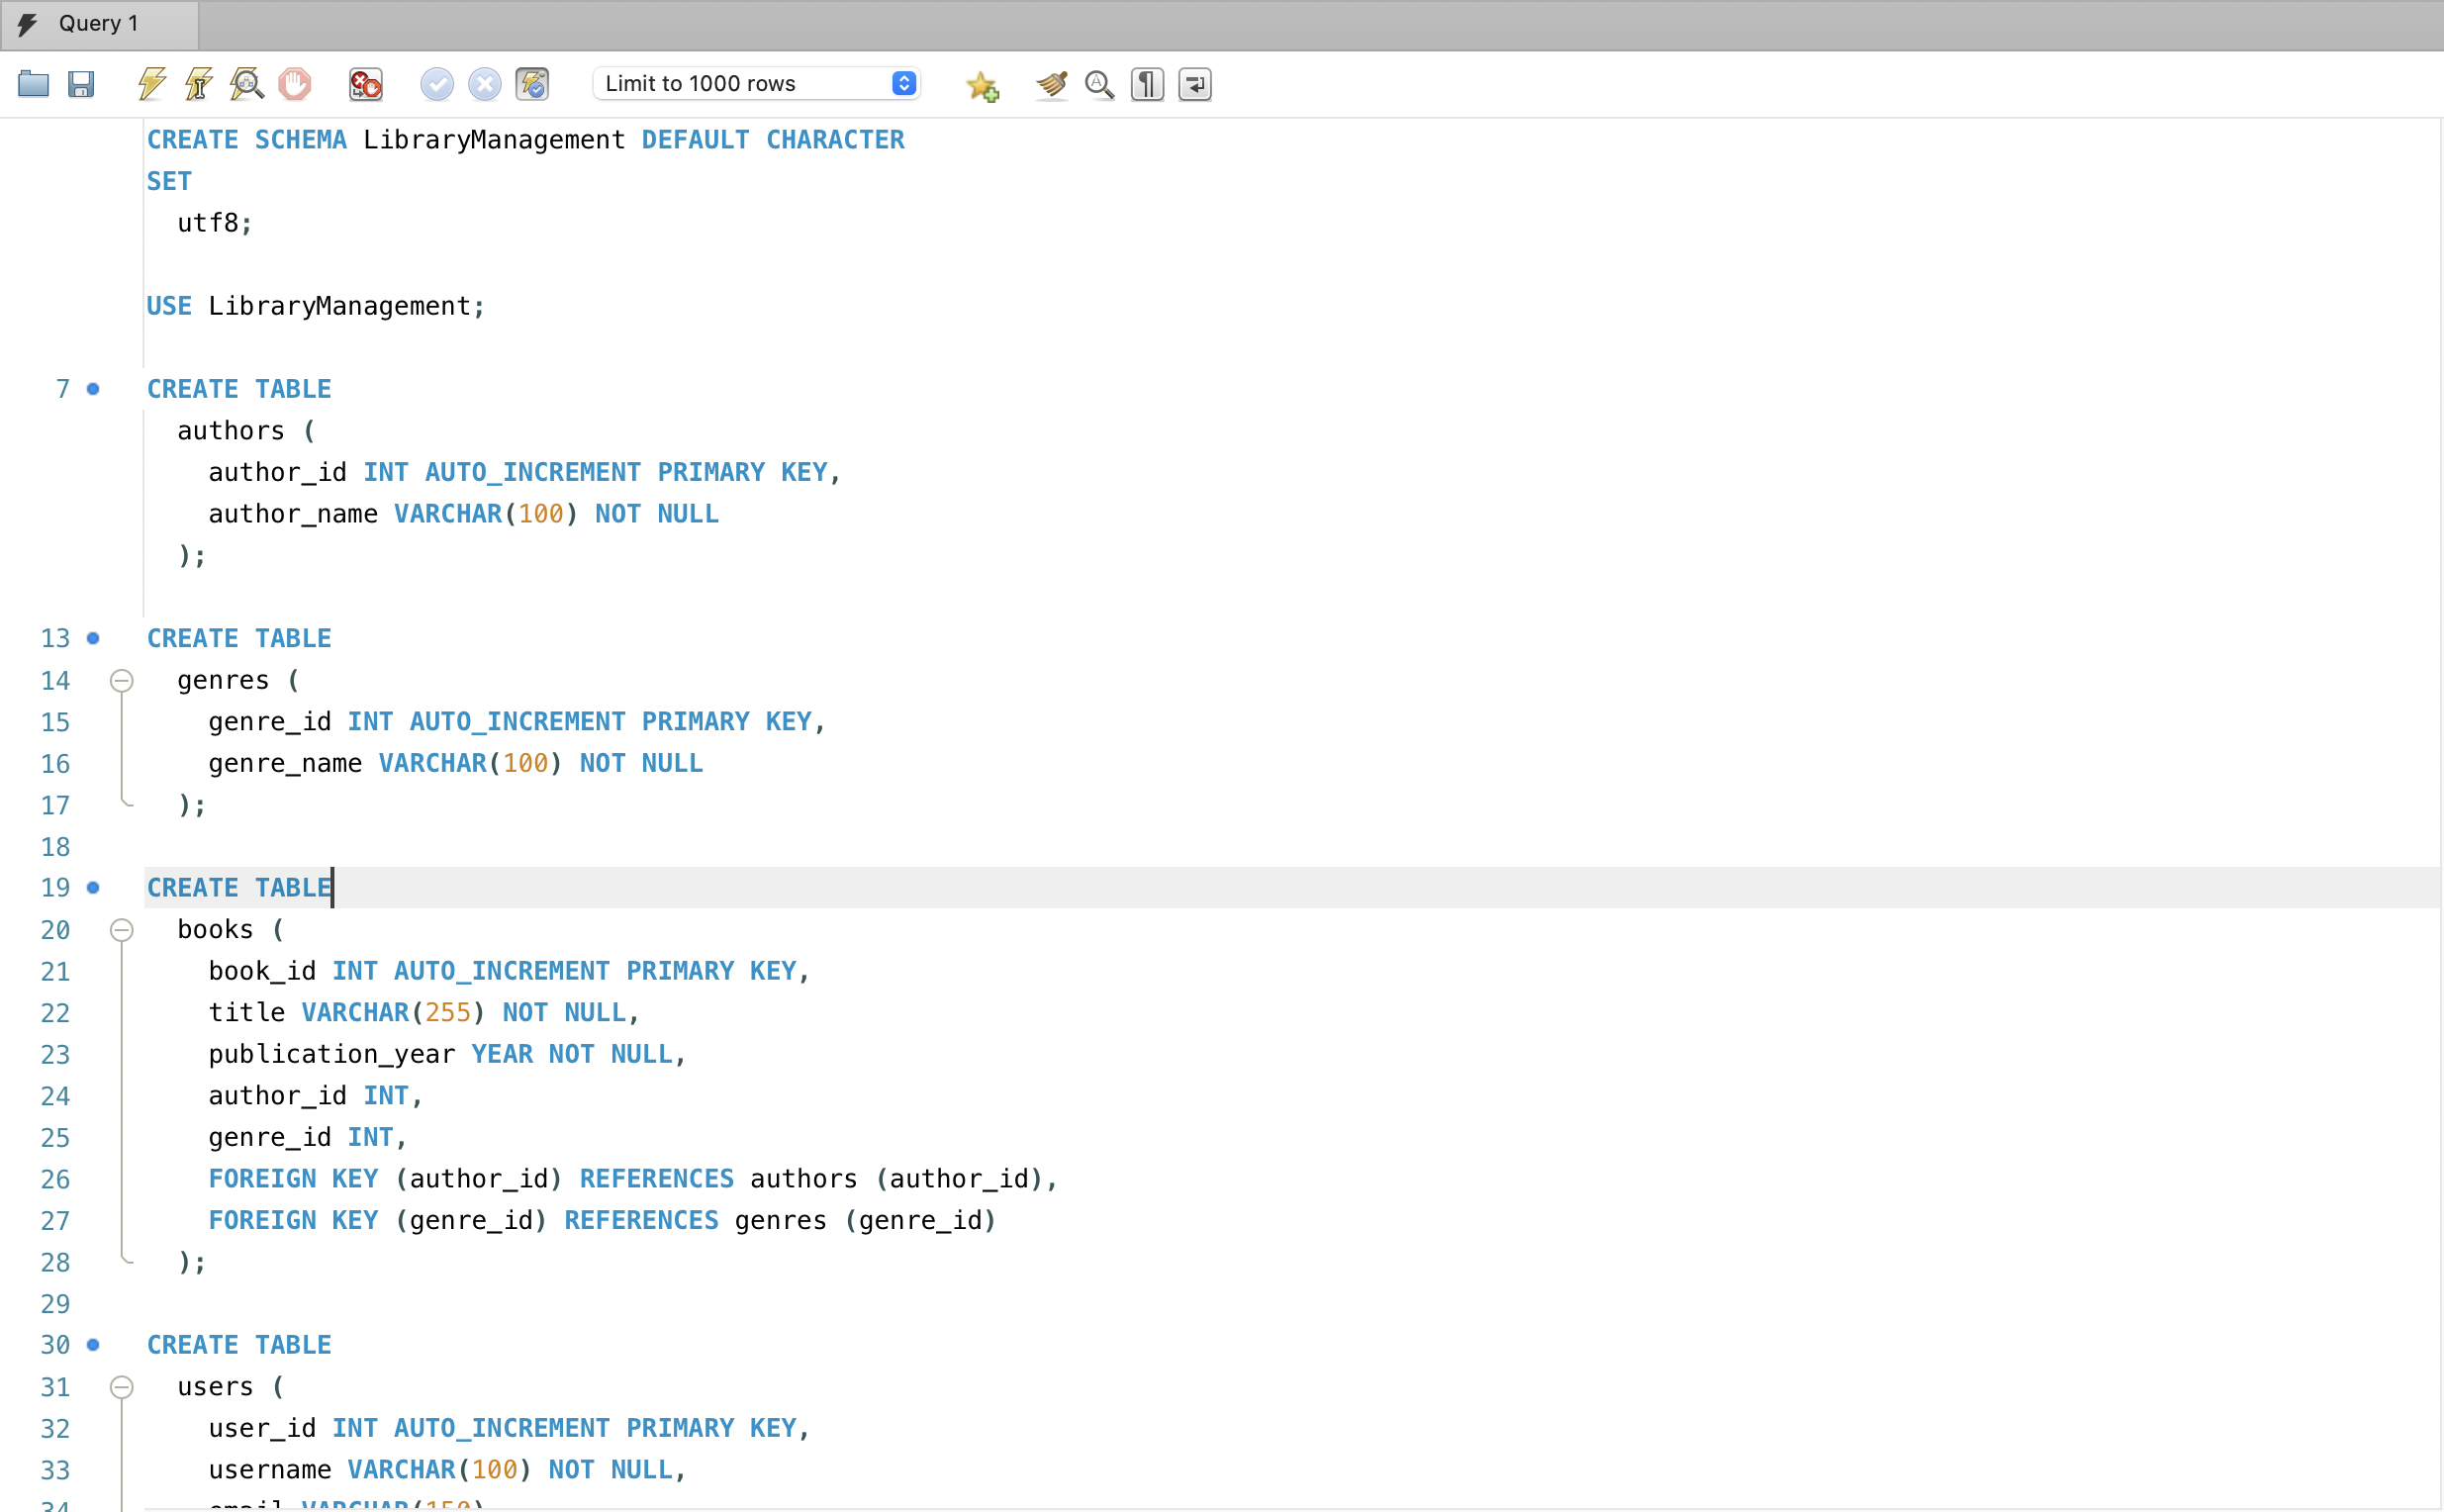 Query 1
Limit to 1000 rows
CREATE SCHEMA LibraryManagement DEFAULT CHARACTER
SET
utf8;
USE LibraryManagement;
7 CREATE TABLE
authors (
author_id INT AUTO_INCREMENT PRIMARY KEY,
author_name VARCHAR(100) NOT NULL
);
13 CREATE TABLE
14 genres (
15 genre_id INT AUTO_INCREMENT PRIMARY KEY,
16 genre_name VARCHAR(100) NOT NULL
17 );
18
19 CREATE TABLE
20 books (
21 book_id INT AUTO_INCREMENT PRIMARY KEY,
22 title VARCHAR(255) NOT NULL,
23 publication_year YEAR NOT NULL,
24 author_id INT,
25 genre_id INT,
26 FOREIGN KEY (author_id) REFERENCES authors (author_id),
27 FOREIGN KEY (genre_id) REFERENCES genres (genre_id)
28 );
29
30 CREATE TABLE
31 users (
32 user_id INT AUTO_INCREMENT PRIMARY KEY,
33 username VARCHAR(100) NOT NULL,
34 email VARCHAR(150)